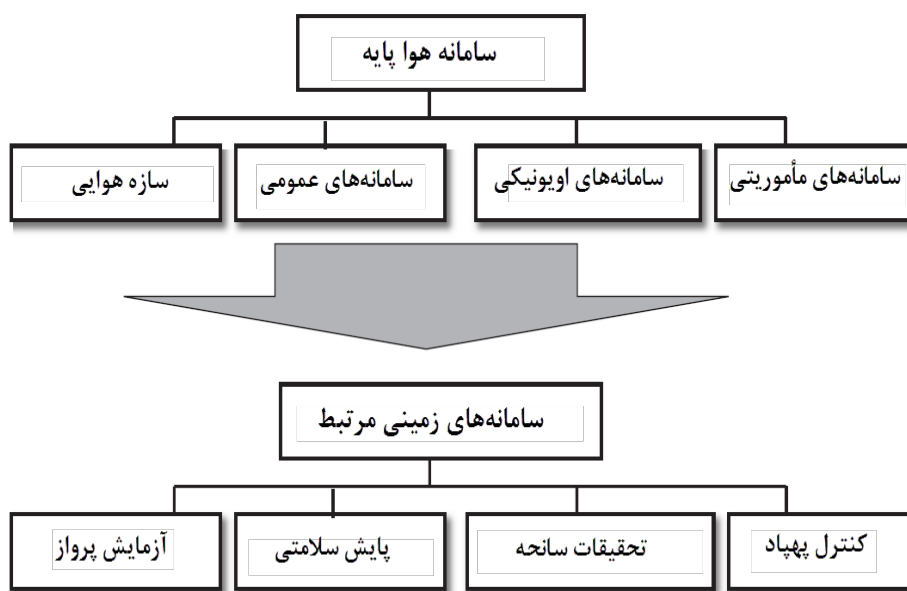 سامانه هوا پایه
سامانه‌های مأموریتی
سامانه‌های اویونیکی
سامانه‌های عمومی
سازه هوایی
سامانه‌های زمینی مرتبط
کنترل پهپاد
تحقیقات سانحه
پایش سلامتی
آزمایش پرواز